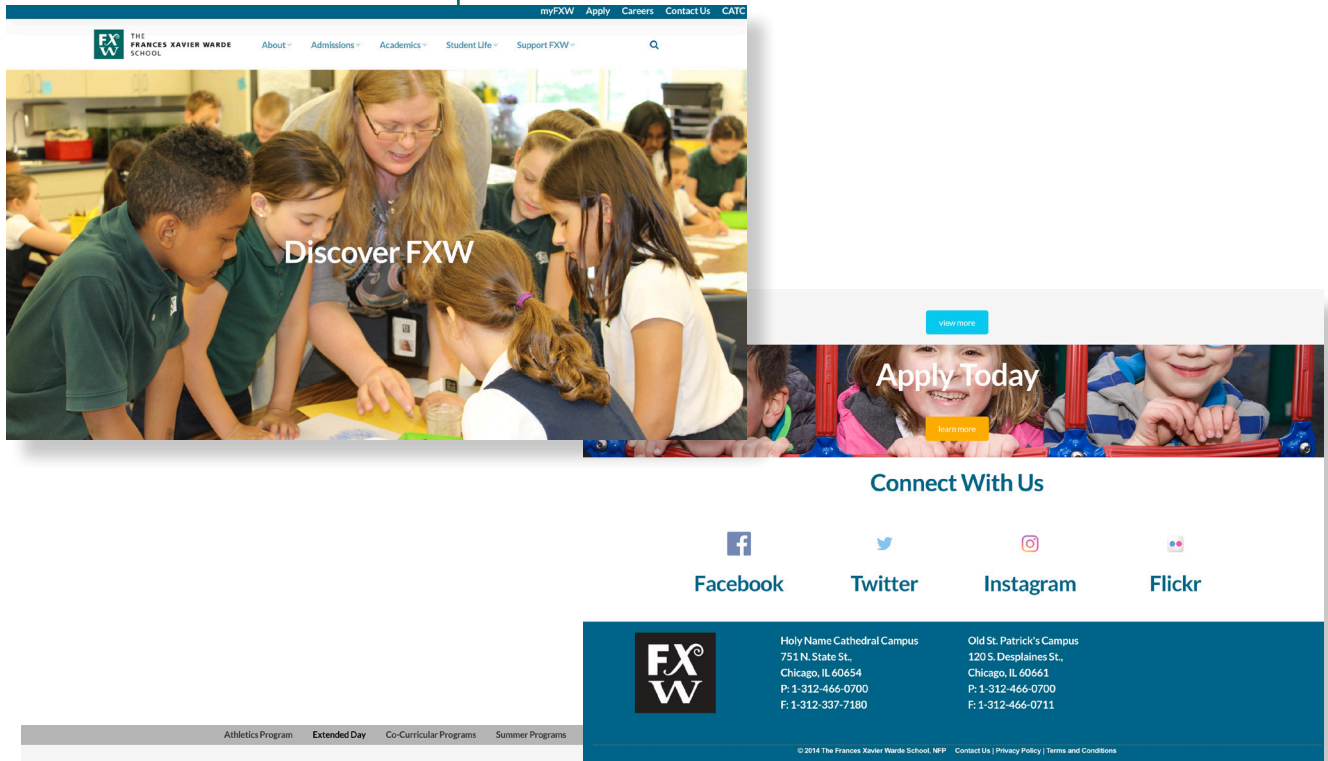 myFXW Apply Careers Contact Us CATC
FX
W
THE
FRANCES XAVIER WARDE
SCHOOL
About Admissions Academics Student Life Support FXW
Discover FXW
view more
Apply Today
learn more
Connect With Us
Facebook Twitter Instagram Flickr
FX
W
Holy Name Cathedral Campus
751 N. State St.,
Chicago, IL 60654
P: 1-312-466-0700
F: 1-312-337-7180
Old St. Patrick's Campus
120 S. Desplaines St.,
Chicago, IL 60661
P: 1-312-466-0700
F: 1-312-466-0711
Athletics Program Extended Day Co-Curricular Programs Summer Programs
© 2014 The Frances Xavier Warde School, NFP Contact Us | Privacy Policy | Terms and Conditions